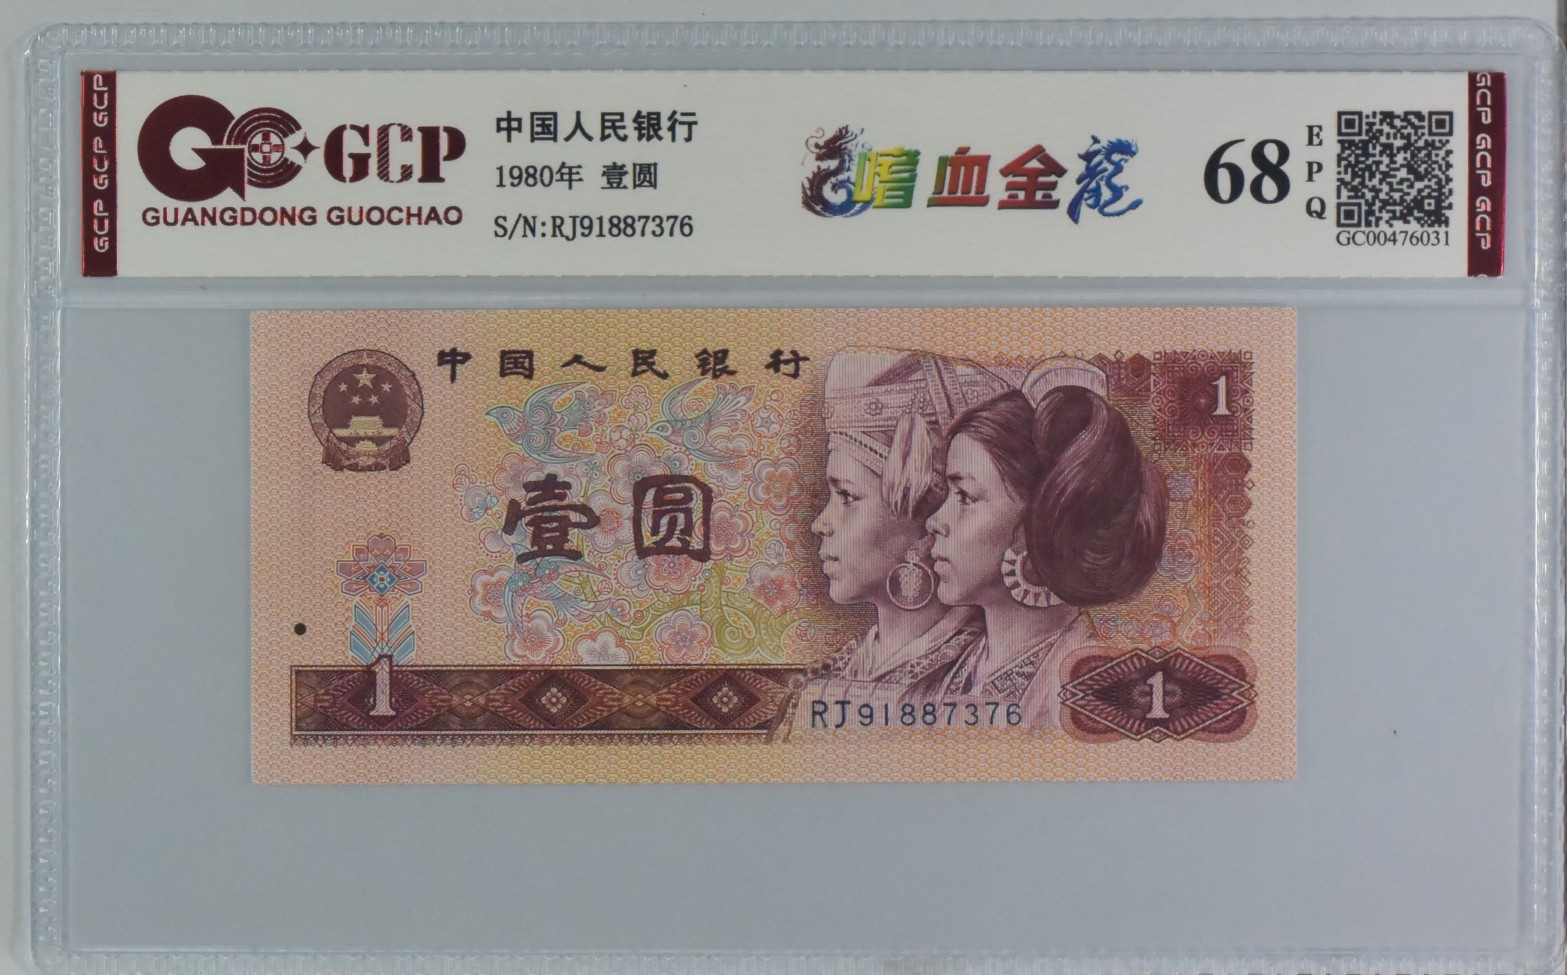 GCP GCP GCP
GCP
GUANGDONG GUOCHAO
中国人民银行
1980年 壹圆
S/N:RJ91887376
嗜血金龍
68
EPQ
GC00476031
GCP GCP GCP
中国人民银行
1
壹圆
1
RJ91887376
1